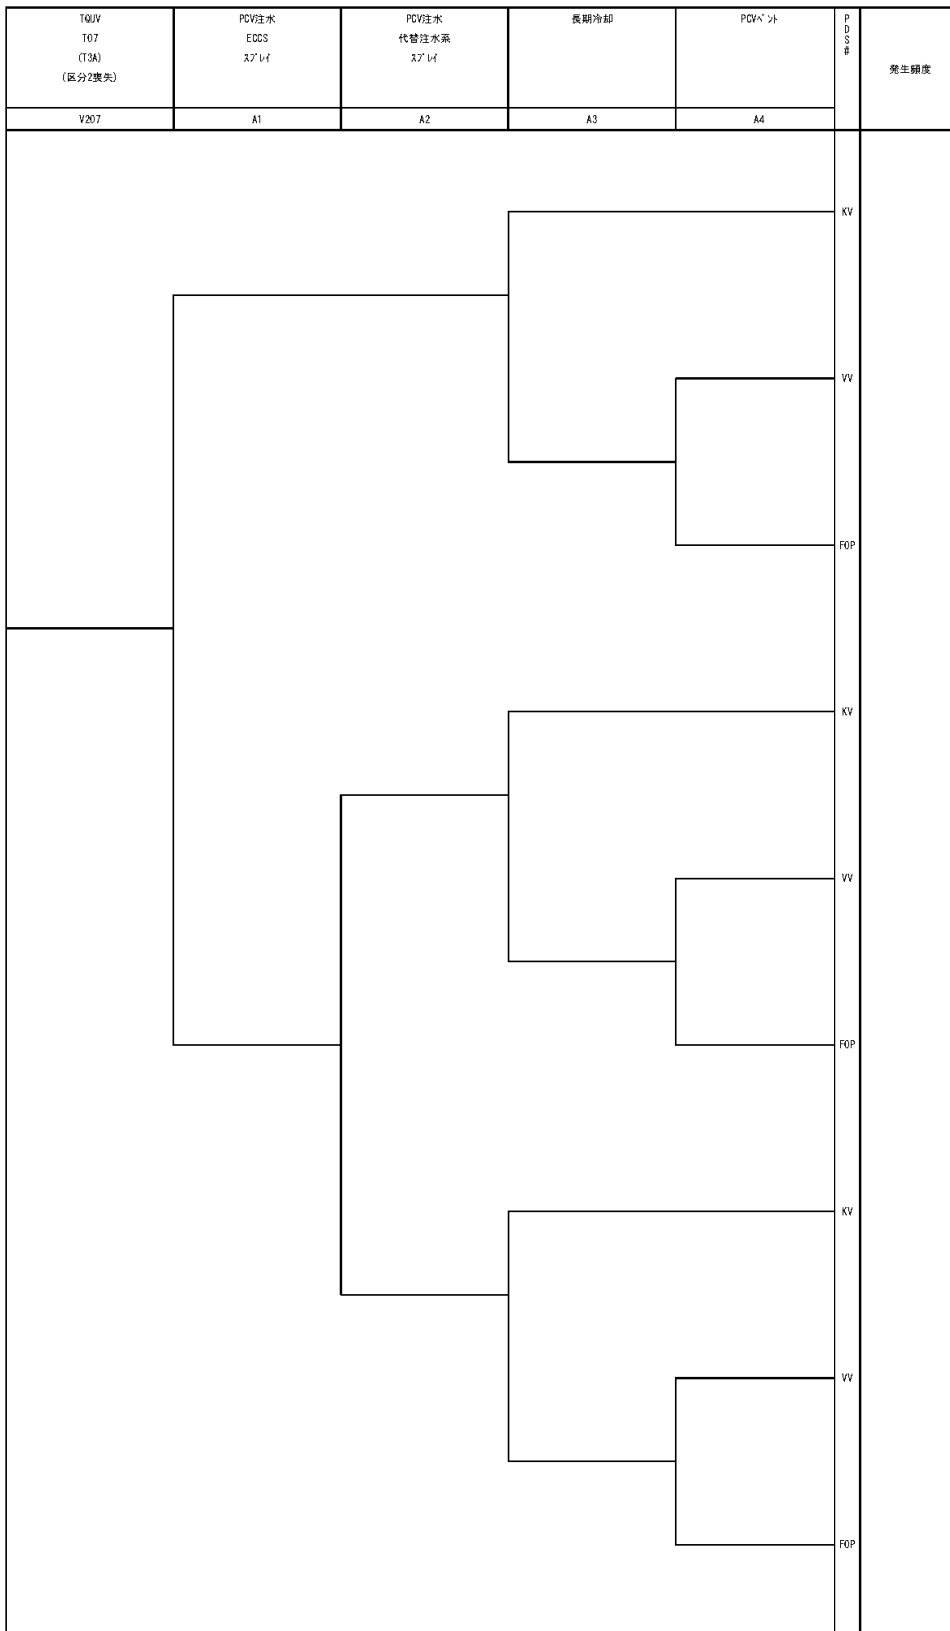 TQUV
T07
(T3A)
(区分2喪失)
PCV注水
ECCS
ｽﾌﾟﾚｲ
PCV注水
代替注水系
ｽﾌﾟﾚｲ
長期冷却
PCVﾍﾞﾝﾄ
PDS#
発生頻度
V207
A1
A2
A3
A4
KV
VV
FOP
KV
VV
FOP
KV
VV
FOP